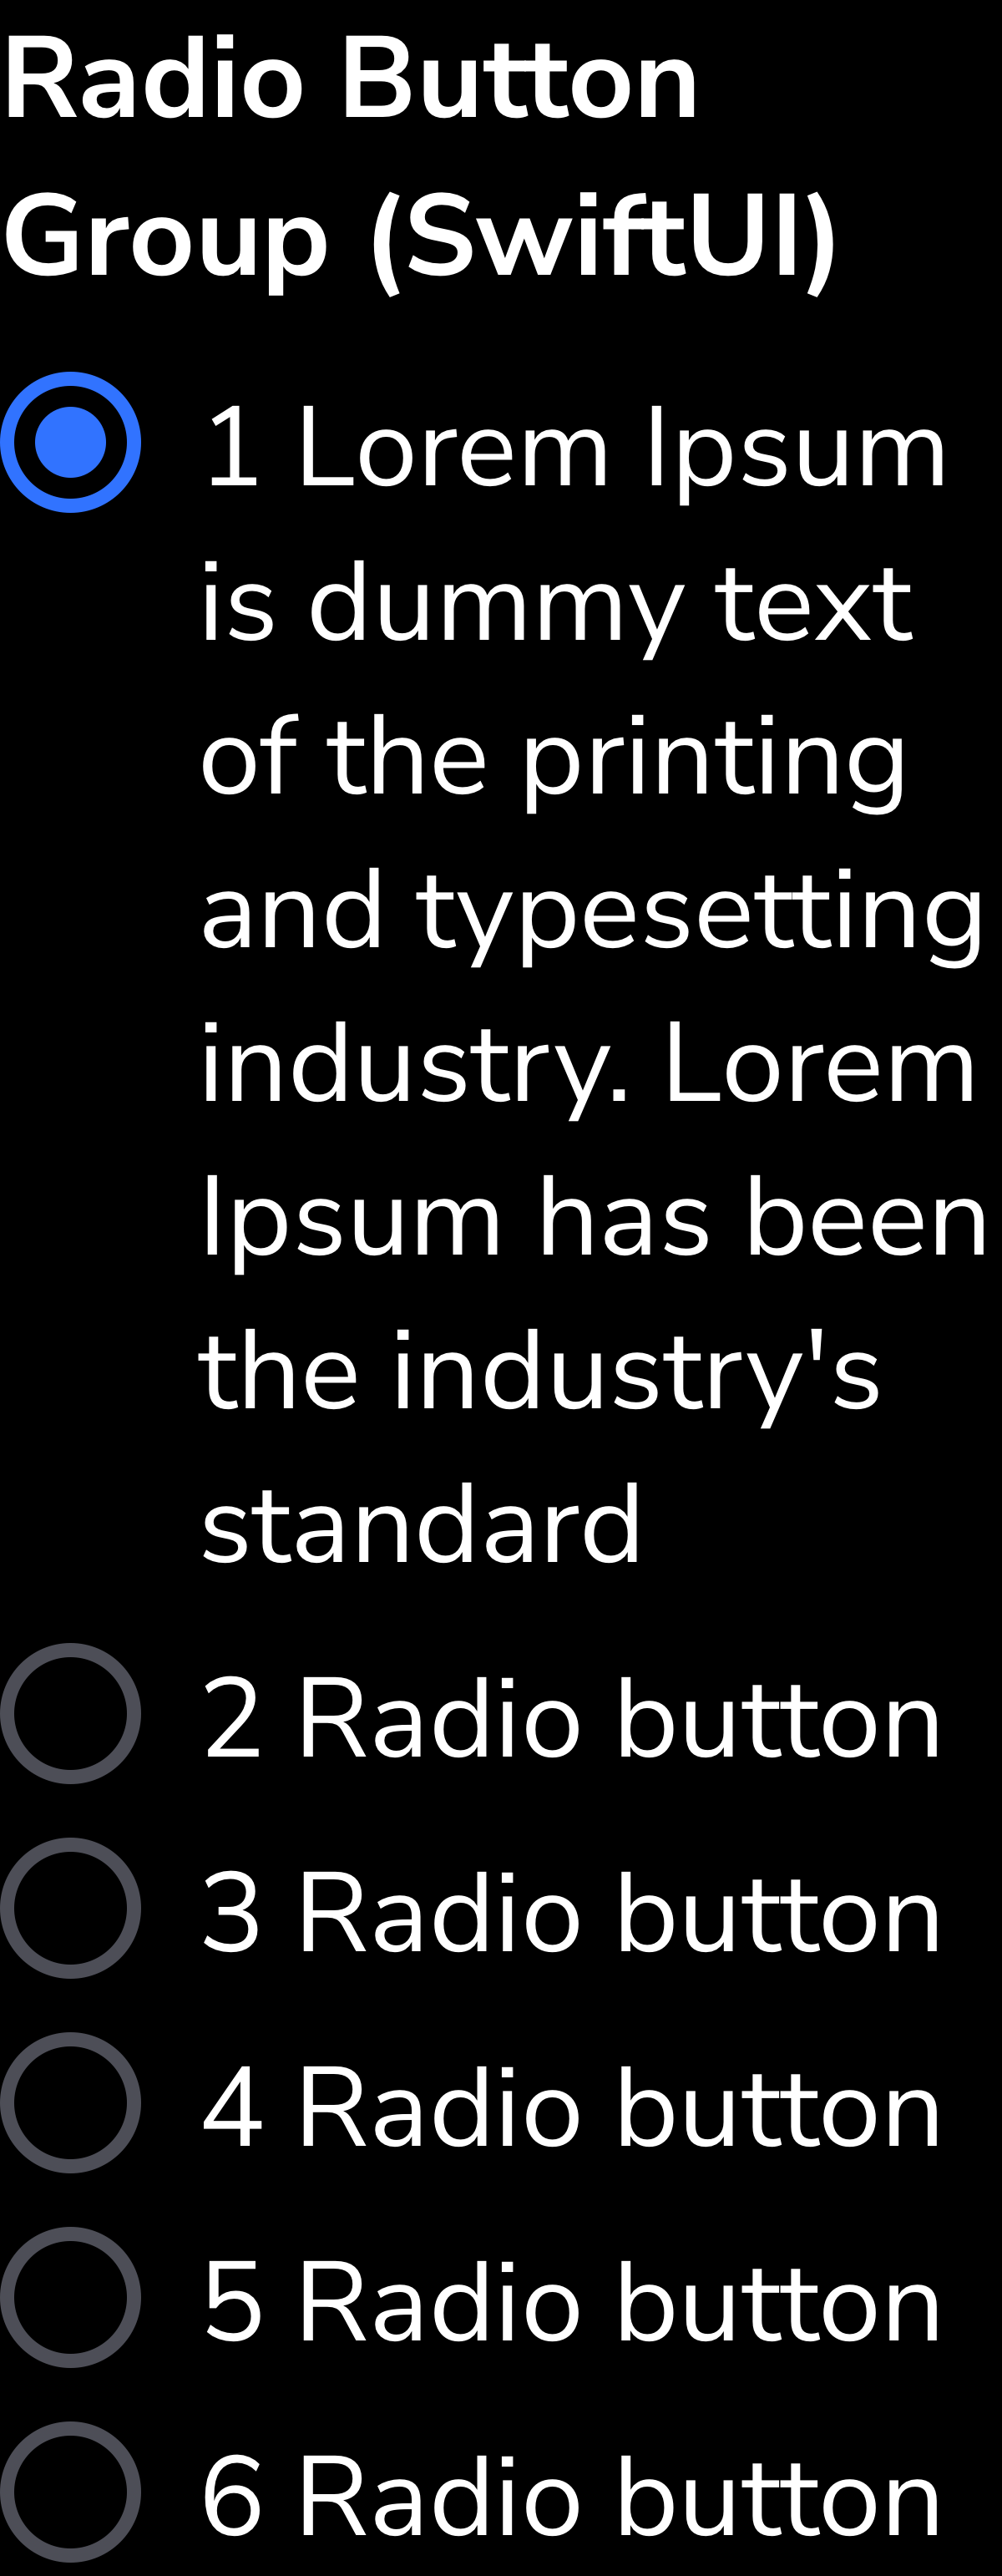 Radio Button
Group (SwiftUI)
1 Lorem Ipsum
is dummy text
of the printing
and typesetting
industry. Lorem
Ipsum has been
the industry's
standard
2 Radio button
3 Radio button
4 Radio button
5 Radio button
6 Radio button